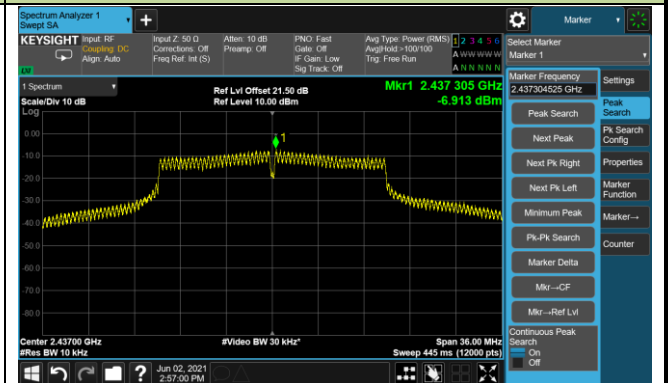 Spectrum Analyzer 1
Swept SA
+
Marker
KEYSIGHT
Input: RF
Coupling: DC
Align: Auto
Input Z: 50 Ω
Corrections: Off
Freq Ref: Int (S)
Atten: 10 dB
Preamp: Off
PNO: Fast
Gate: Off
IF Gain: Low
Sig Track: Off
Avg Type: Power (RMS)
Avg|Hold:>100/100
Trig: Free Run
1 2 3 4 5 6
A W W W W W
A N N N N N
Select Marker
Marker 1
1 Spectrum
Scale/Div 10 dB
Log
Ref Lvl Offset 21.50 dB
Ref Level 10.00 dBm
Mkr1 2.437 305 GHz
-6.913 dBm
1
0.00
-10.0
-20.0
-30.0
-40.0
-50.0
-60.0
-70.0
-80.0
Center 2.43700 GHz
#Res BW 10 kHz
#Video BW 30 kHz*
Span 36.00 MHz
Sweep 445 ms (12000 pts)
Marker Frequency
2.437304525 GHz
Peak Search
Next Peak
Next Pk Right
Next Pk Left
Minimum Peak
Pk-Pk Search
Marker Delta
Mkr→CF
Mkr→Ref Lvl
Continuous Peak
Search
On
Off
Settings
Peak
Search
Pk Search
Config
Properties
Marker
Function
Marker→
Counter
?
Jun 02, 2021
2:57:00 PM